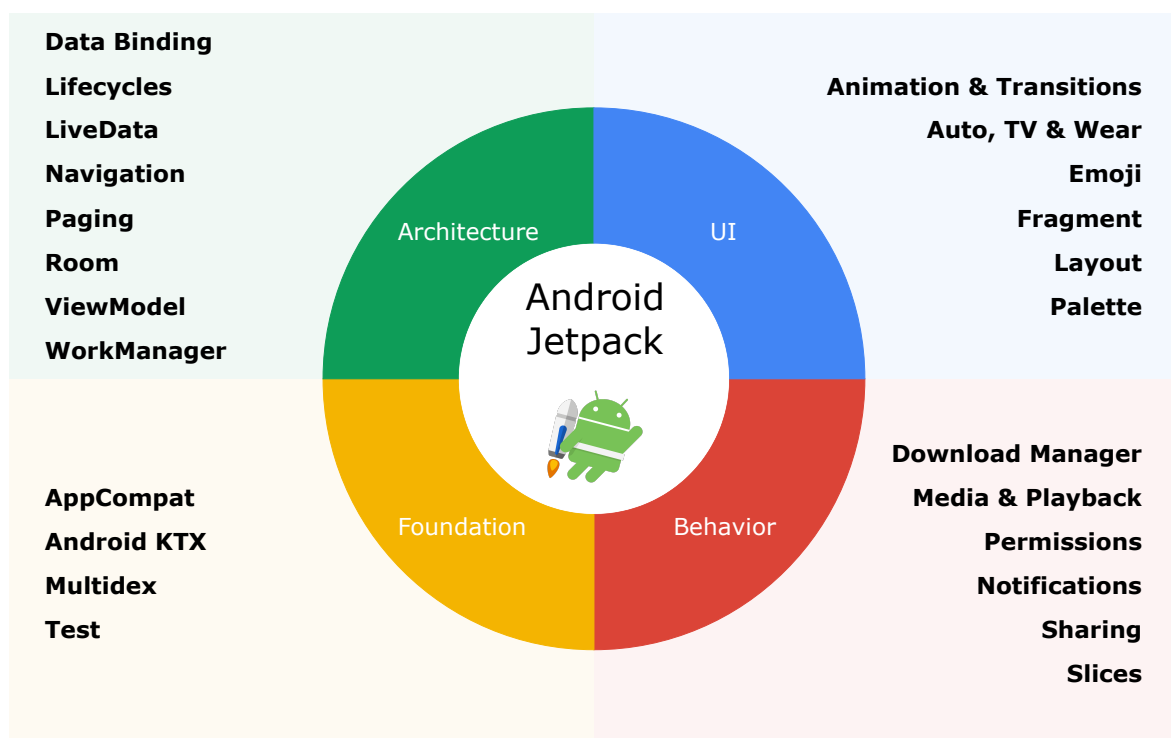 Data Binding
Lifecycles
LiveData
Navigation
Paging
Room
ViewModel
WorkManager
Animation & Transitions
Auto, TV & Wear
Emoji
Fragment
Layout
Palette
Architecture
UI
Android
Jetpack
Foundation
Behavior
AppCompat
Android KTX
Multidex
Test
Download Manager
Media & Playback
Permissions
Notifications
Sharing
Slices